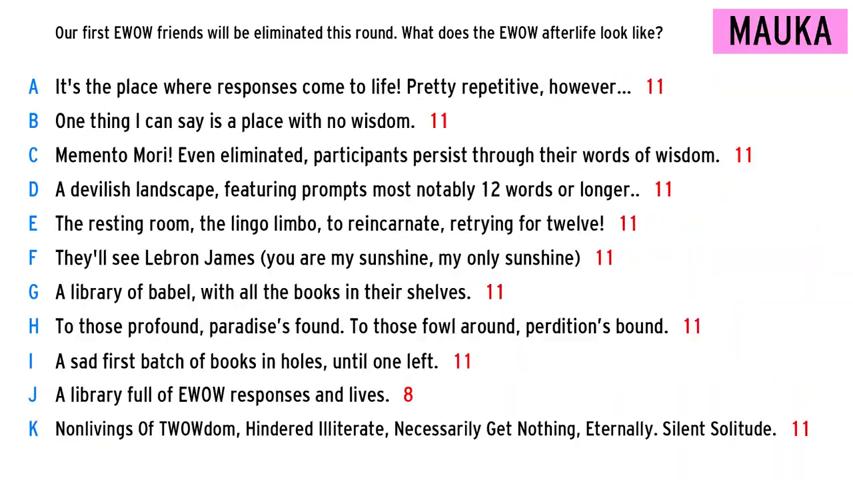 Our first EWOW friends will be eliminated this round. What does the EWOW afterlife look like?
MAUKA
A It's the place where responses come to life! Pretty repetitive, however... 11
B One thing I can say is a place with no wisdom. 11
C Memento Mori! Even eliminated, participants persist through their words of wisdom. 11
D A devilish landscape, featuring prompts most notably 12 words or longer.. 11
E The resting room, the lingo limbo, to reincarnate, retrying for twelve! 11
F They'll see Lebron James (you are my sunshine, my only sunshine) 11
G A library of babel, with all the books in their shelves. 11
H To those profound, paradise’s found. To those fowl around, perdition’s bound. 11
I A sad first batch of books in holes, until one left. 11
J A library full of EWOW responses and lives. 8
K Nonlivings Of TWOWdom, Hindered Illiterate, Necessarily Get Nothing, Eternally. Silent Solitude. 11